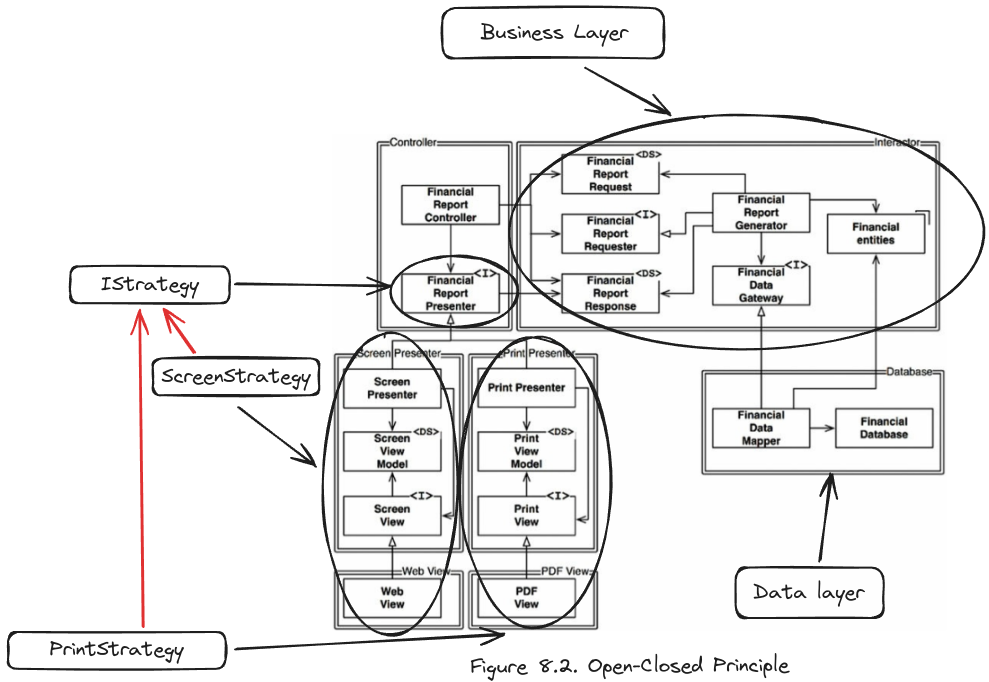 Business Layer
Controller
Interactor
Financial
Report
Controller
<DS>
Financial
Report
Request
<I>
Financial
Report
Requester
<DS>
Financial
Report
Response
Financial
Report
Generator
Financial
entities
<I>
Financial
Data
Gateway
IStrategy
<I>
Financial
Report
Presenter
ScreenStrategy
Screen Presenter
Screen
Presenter
<DS>
Screen
View
Model
<I>
Screen
View
Web View
Web
View
Print Presenter
Print Presenter
<DS>
Print
View
Model
<I>
Print
View
PDF View
PDF
View
Database
Financial
Data
Mapper
Financial
Database
Data layer
PrintStrategy
Figure 8.2. Open-Closed Principle